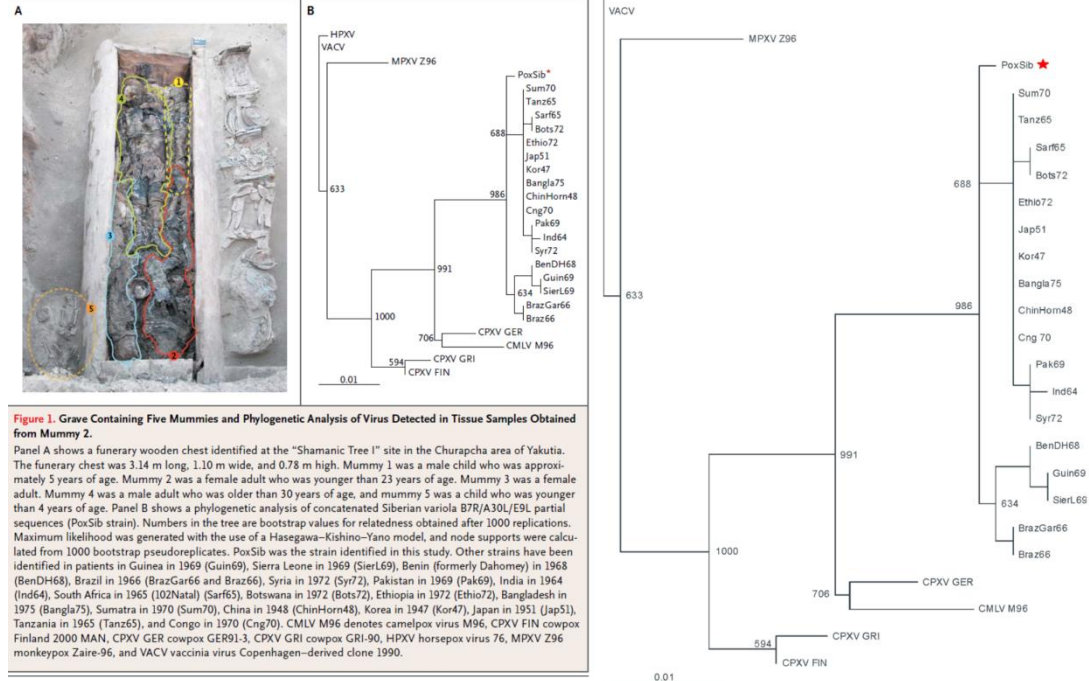 A
1
4
3
5
2
B
HPXV
VACV
MPXV Z96
PoxSib*
Sum70
Tanz65
Sarf65
Bots72
688
Ethio72
Jap51
Kor47
633
Bangla75
986
ChinHorn48
Cng70
Pak69
Ind64
Syr72
BenDH68
991
Guin69
634
SierL69
BrazGar66
1000
Braz66
706
CPXV GER
CMLV M96
594
CPXV GRI
CPXV FIN
0.01
Figure 1. Grave Containing Five Mummies and Phylogenetic Analysis of Virus Detected in Tissue Samples Obtained
from Mummy 2.
Panel A shows a funerary wooden chest identified at the “Shamanic Tree I” site in the Churapcha area of Yakutia.
The funerary chest was 3.14 m long, 1.10 m wide, and 0.78 m high. Mummy 1 was a male child who was approxi-
mately 5 years of age. Mummy 2 was a female adult who was younger than 23 years of age. Mummy 3 was a female
adult. Mummy 4 was a male adult who was older than 30 years of age, and mummy 5 was a child who was younger
than 4 years of age. Panel B shows a phylogenetic analysis of concatenated Siberian variola B7R/A30L/E9L partial
sequences (PoxSib strain). Numbers in the tree are bootstrap values for relatedness obtained after 1000 replications.
Maximum likelihood was generated with the use of a Hasegawa–Kishino–Yano model, and node supports were calcu-
lated from 1000 bootstrap pseudoreplicates. PoxSib was the strain identified in this study. Other strains have been
identified in patients in Guinea in 1969 (Guin69), Sierra Leone in 1969 (SierL69), Benin (formerly Dahomey) in 1968
(BenDH68), Brazil in 1966 (BrazGar66 and Braz66), Syria in 1972 (Syr72), Pakistan in 1969 (Pak69), India in 1964
(Ind64), South Africa in 1965 (102Natal) (Sarf65), Botswana in 1972 (Bots72), Ethiopia in 1972 (Ethio72), Bangladesh in
1975 (Bangla75), Sumatra in 1970 (Sum70), China in 1948 (ChinHorn48), Korea in 1947 (Kor47), Japan in 1951 (Jap51),
Tanzania in 1965 (Tanz65), and Congo in 1970 (Cng70). CMLV M96 denotes camelpox virus M96, CPXV FIN cowpox
Finland 2000 MAN, CPXV GER cowpox GER91-3, CPXV GRI cowpox GRI-90, HPXV horsepox virus 76, MPXV Z96
monkeypox Zaire-96, and VACV vaccinia virus Copenhagen–derived clone 1990.
VACV
MPXV Z96
PoxSib
Sum70
Tanz65
Sarf65
688
Bots72
Ethio72
Jap51
Kor47
Bangla75
633
986
ChinHorn48
Cng 70
Pak69
Ind64
Syr72
BenDH68
991
Guin69
SierL69
634
BrazGar66
1000
Braz66
CPXV GER
706
CMLV M96
CPXV GRI
594
CPXV FIN
0.01